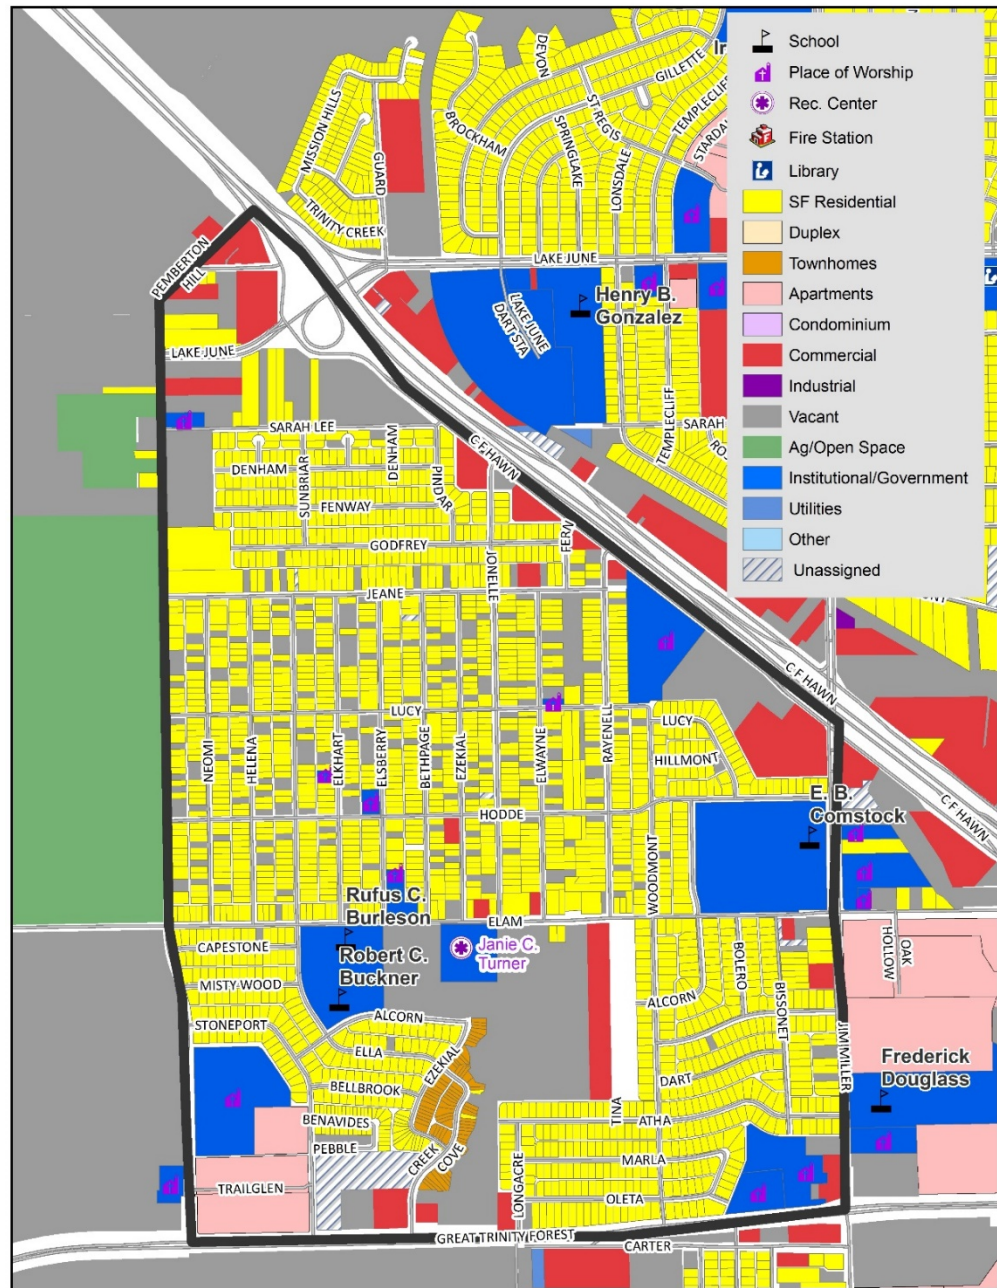 School
Place of Worship
Rec. Center
Fire Station
Library
SF Residential
Duplex
Townhomes
Apartments
Condominium
Commercial
Industrial
Vacant
Ag/Open Space
Institutional/Government
Utilities
Other
Unassigned
DEVON
GILLETTE
ST REGIS
TEMPLECLIFF
MISSION HILLS
BROCKHAM
SPRINGLAKE
LONSDALE
GUARD
TRINITY CREEK
PEMBERTON
HILL
LAKE JUNE
Henry B.
Gonzalez
LAKE JUNE
DARTSTA
LAKE JUNE
TEMPLECLIFF
SARAH
SARAH LEE
DENHAM
DENHAM
SUNBRIAR
PINDAR
C F HAWN
FENWAY
GODFREY
JONELLE
FERN
JEANE
C F HAWN
LUCY
LUCY
NEOMI
HELENA
ELKHART
ELSBERRY
BETHPAGE
EZEKIAL
ELWAYNE
RAYENELL
HILLMONT
HODDE
E. B.
Comstock
C F HAWN
WOODMONT
Rufus C.
Burleson
ELAM
CAPESTONE
Robert C.
Buckner
Janie C.
Turner
OAK
HOLLOW
MISTY WOOD
BOLERO
BISSONET
ALCORN
STONEPORT
ALCORN
ELLA
EZEKIAL
JIM MILLER
DART
Frederick
Douglass
BELLBROOK
BENAVIDES
TINA
ATHA
PEBBLE
CREEK
COVE
MARLA
TRAILGLEN
LONGACRE
OLETA
GREAT TRINITY FOREST
CARTER